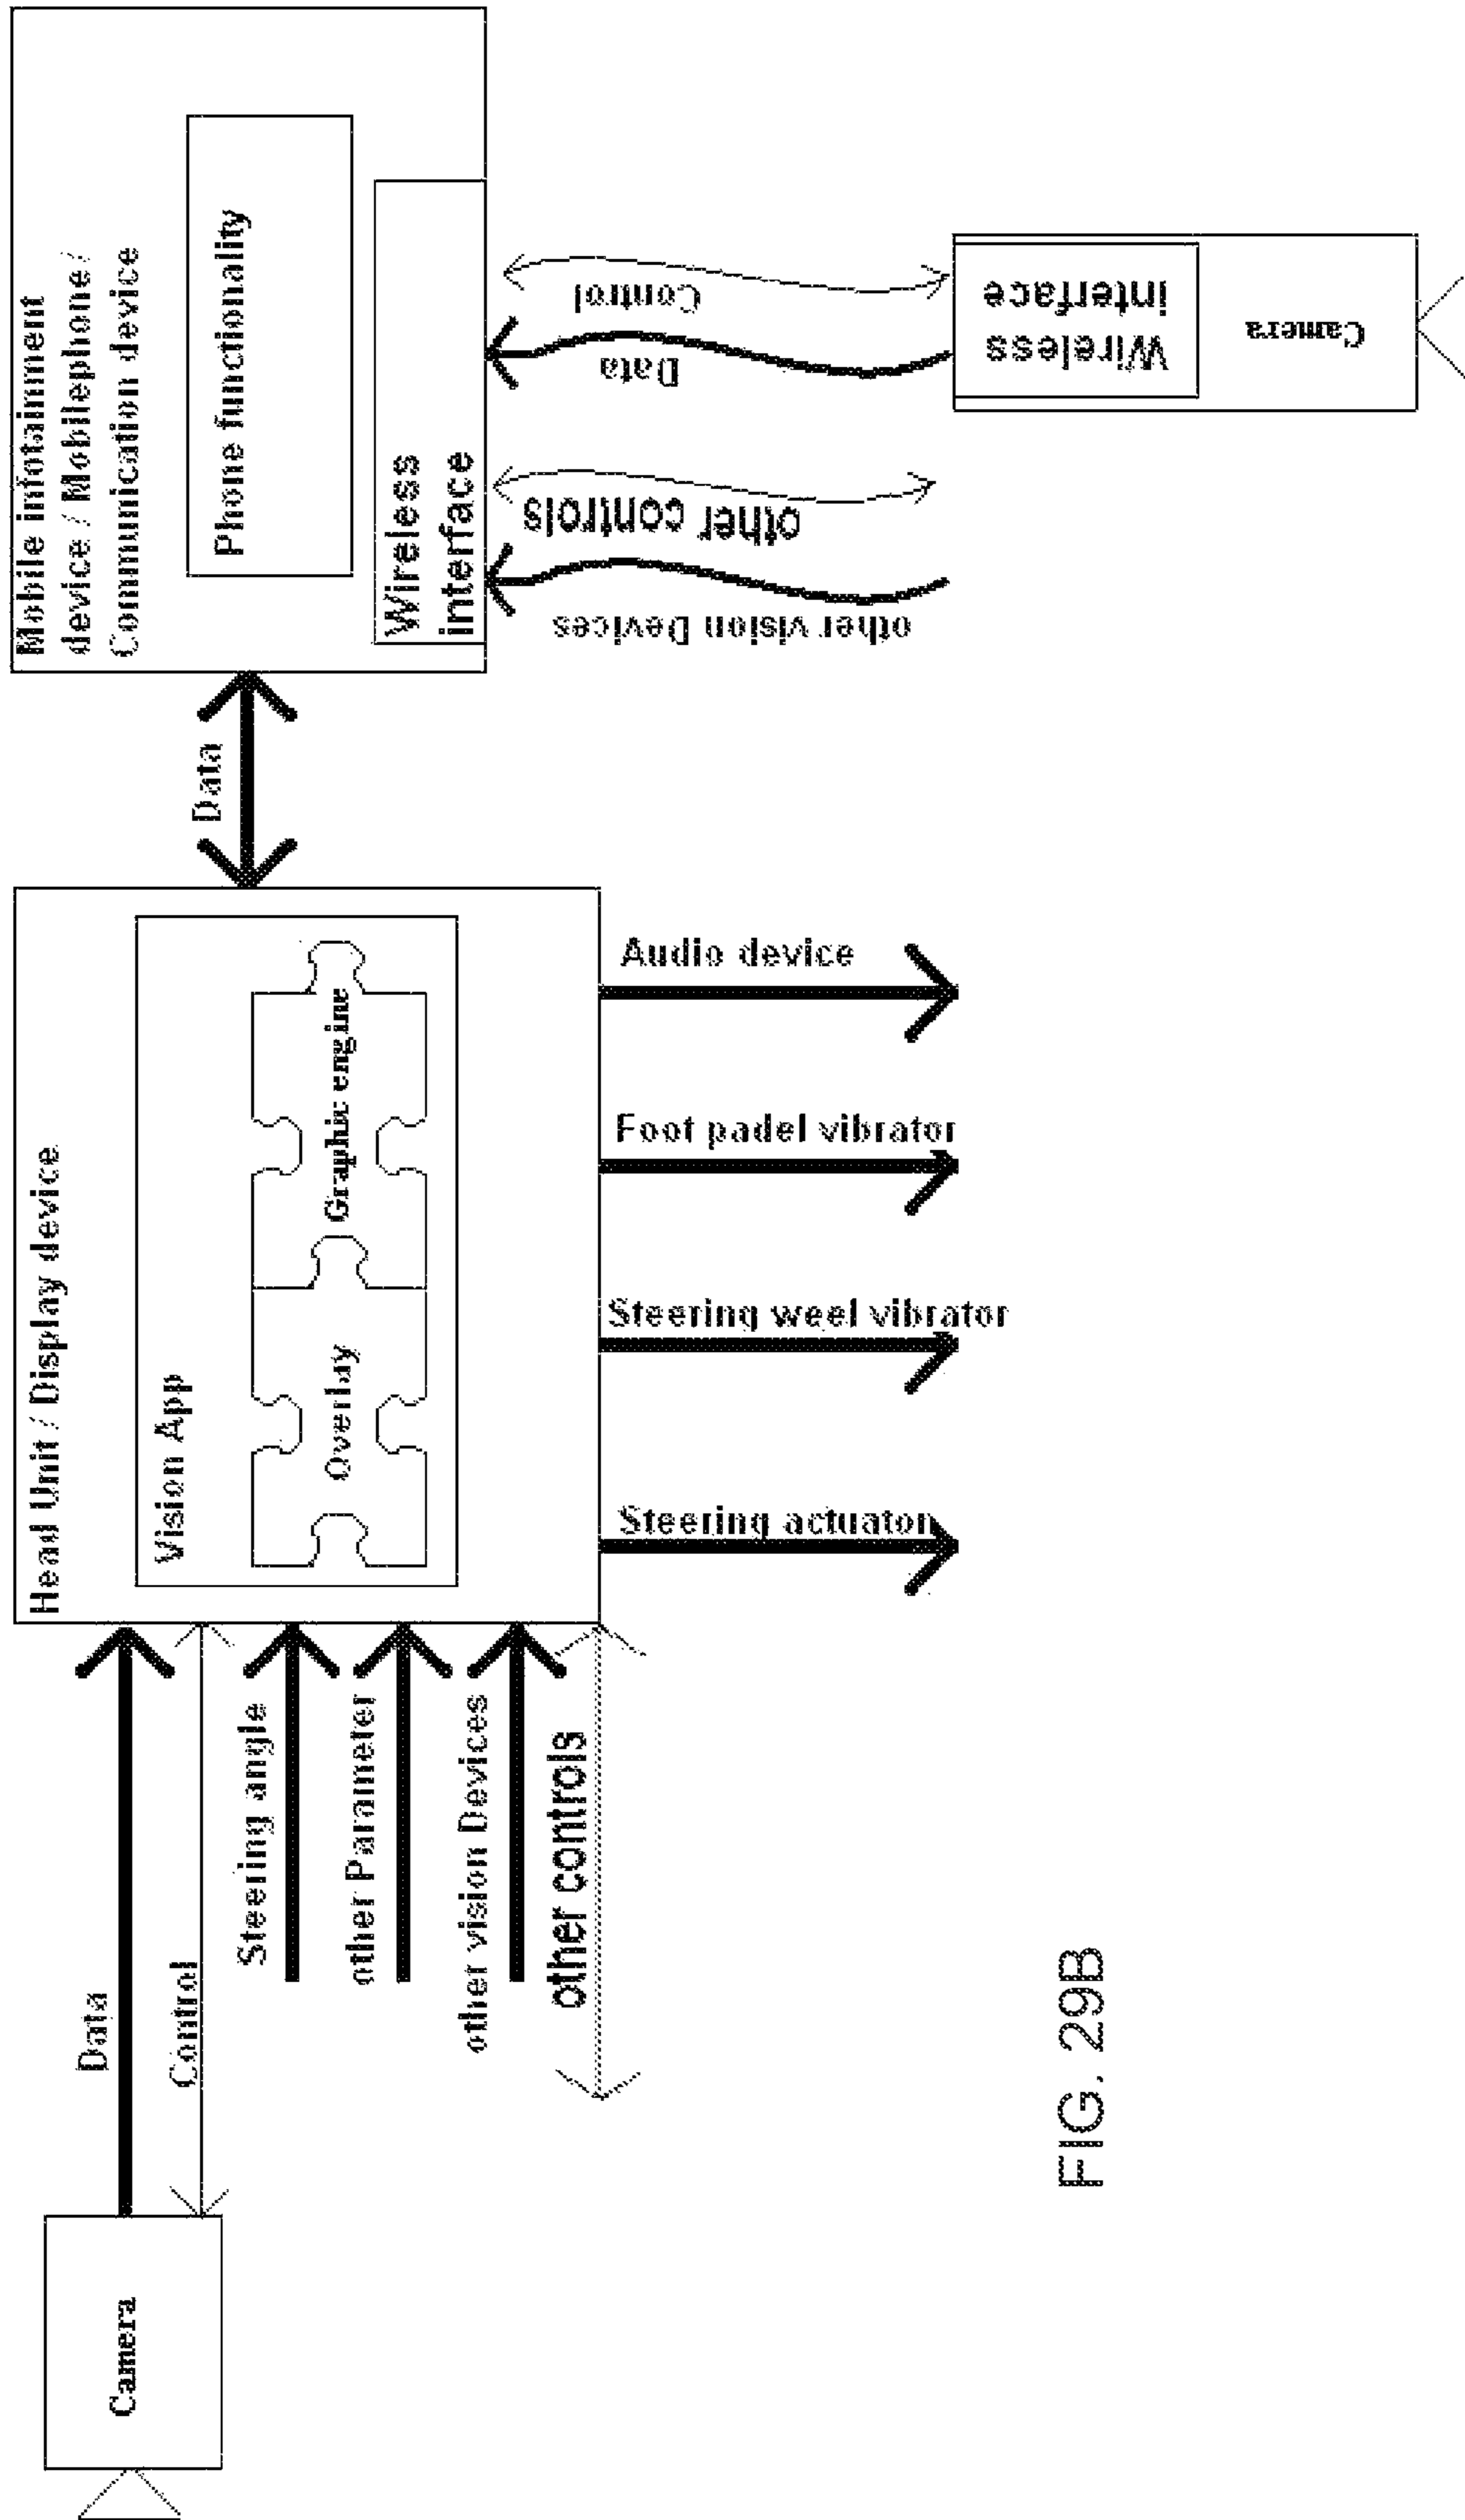 Camera
Data
Control
Steering angle
other Parameter
other vision Devices
other controls
Head Unit / Display device
Vision App
Overlay
Graphic engine
Steering actuator
Steering weel vibrator
Foot padel vibrator
Audio device
Data
Mobile infotainment
device / Mobilephone /
Communication device
Phone functionality
Wireless
interface
other vision Devices
other controls
Data
Control
Wireless
interface
Camera
FIG. 29B